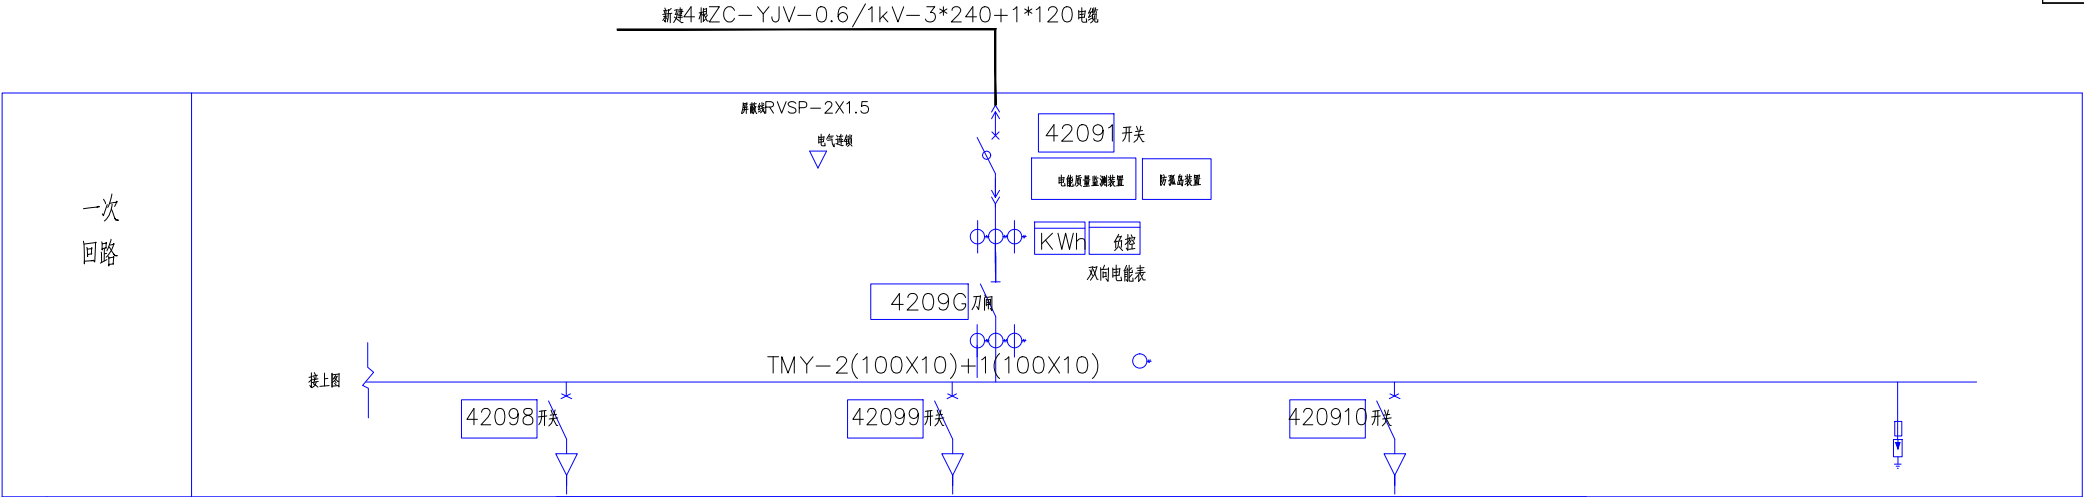 新建4根ZC-YJV-0.6/1kV-3*240+1*120电缆
屏蔽线RVSP-2X1.5
电气连锁
42091开关
电能质量监测装置
防孤岛装置
一次
回路
KWh
负控
双向电能表
4209G刀闸
TMY-2(100X10)+1(100X10)
接上图
42098开关
42099开关
420910开关